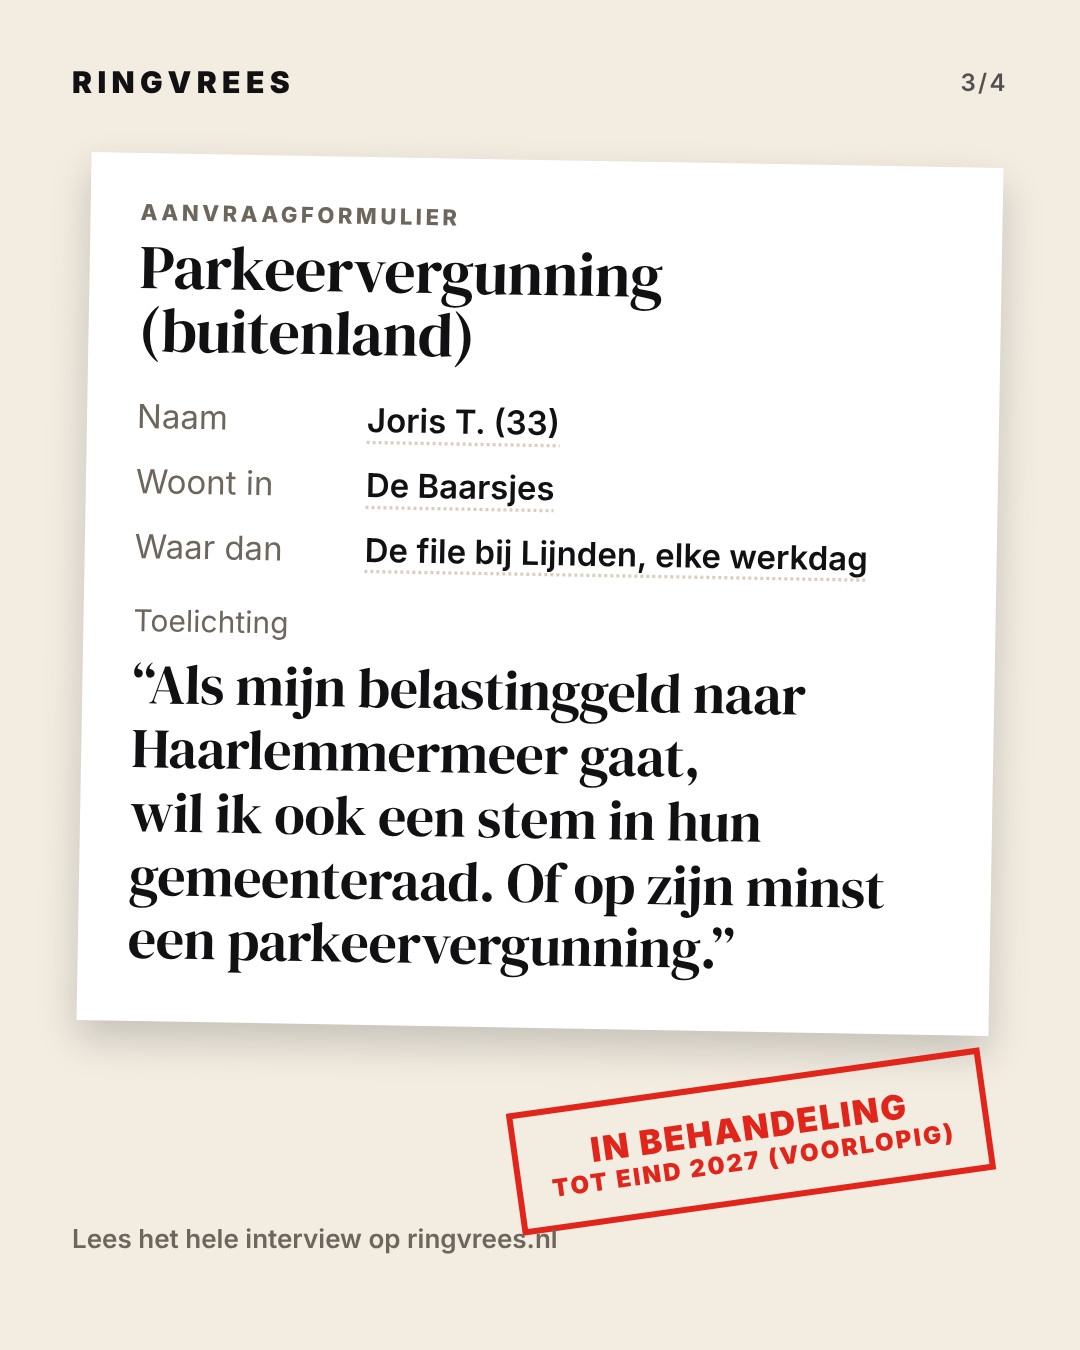 RINGVREES
3/4
AANVRAAGFORMULIER
Parkeervergunning
(buitenland)
Naam Joris T. (33)
Woont in De Baarsjes
Waar dan De file bij Lijnden, elke werkdag
Toelichting
“Als mijn belastinggeld naar
Haarlemmermeer gaat,
wil ik ook een stem in hun
gemeenteraad. Of op zijn minst
een parkeervergunning.”
IN BEHANDELING
TOT EIND 2027 (VOORLOPIG)
Lees het hele interview op ringvrees.nl